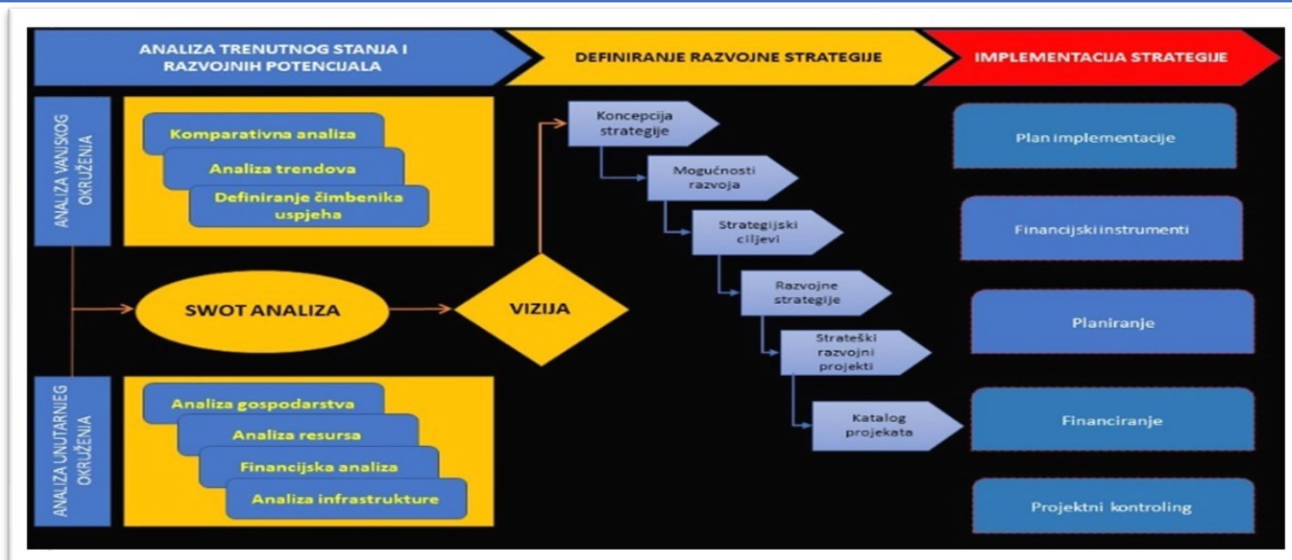 ANALIZA TRENUTNOG STANJA I
RAZVOJNIH POTENCIJALA
DEFINIRANJE RAZVOJNE STRATEGIJE
IMPLEMENTACIJA STRATEGIJE
ANALIZA VANJSKOG
OKRUŽENJA
Komparativna analiza
Analiza trendova
Definiranje čimbenika
uspjeha
SWOT ANALIZA
VIZIJA
ANALIZA UNUTARNJEG
OKRUŽENJA
Analiza gospodarstva
Analiza resursa
Financijska analiza
Analiza infrastrukture
Koncepcija
strategije
Mogućnosti
razvoja
Strategijski
ciljevi
Razvojne
strategije
Strateški
razvojni
projekti
Katalog
projekata
Plan implementacije
Financijski instrumenti
Planiranje
Financiranje
Projektni kontroling